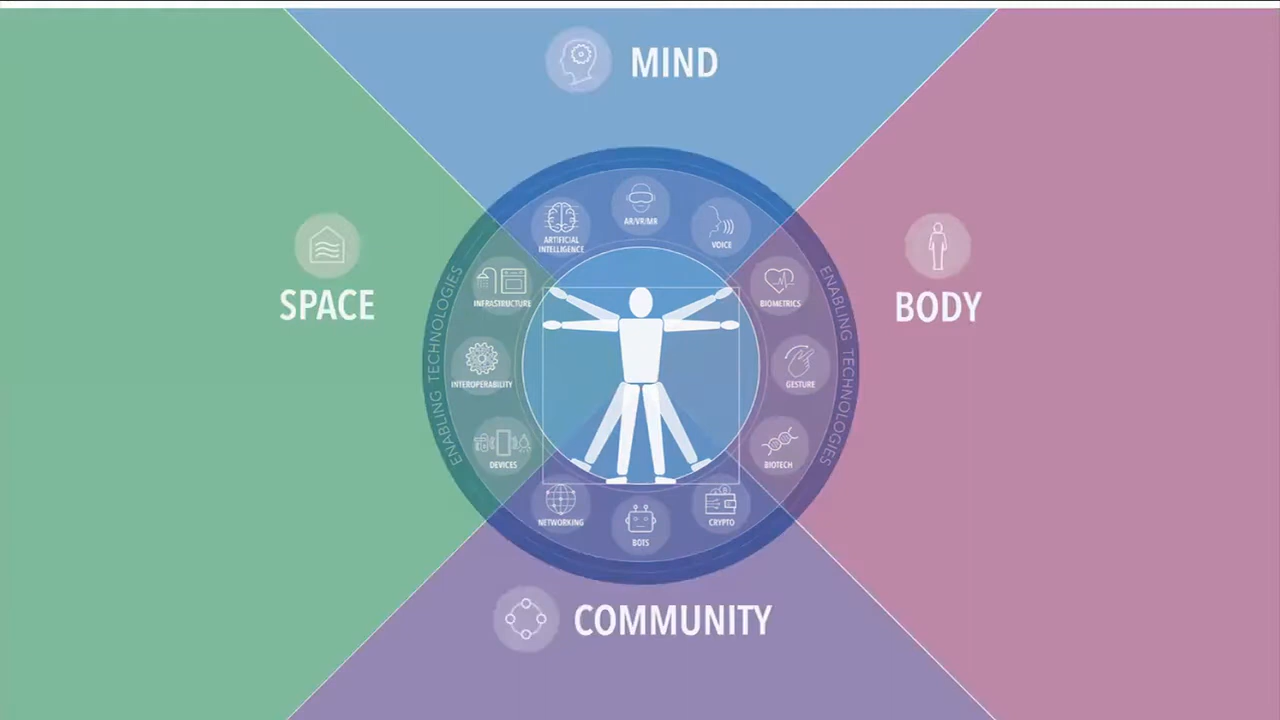 MIND
SPACE
BODY
COMMUNITY
ENABLING TECHNOLOGIES
ENABLING TECHNOLOGIES
ARTIFICIAL
INTELLIGENCE
AR/VR/MR
VOICE
INFRASTRUCTURE
BIOMETRICS
INTEROPERABILITY
GESTURE
DEVICES
BIOTECH
NETWORKING
BOTS
CRYPTO